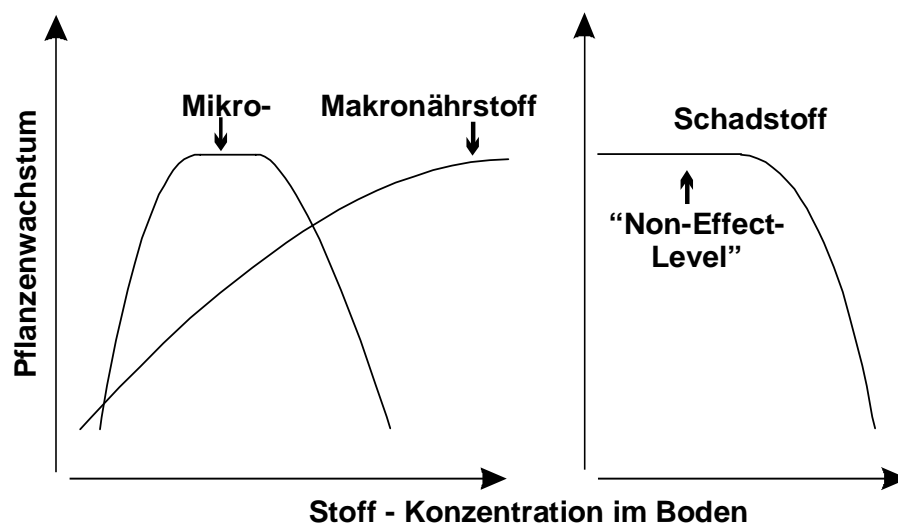 Pflanzenwachstum
Mikro-
Makronährstoff
Schadstoff
“Non-Effect-
Level”
Stoff - Konzentration im Boden